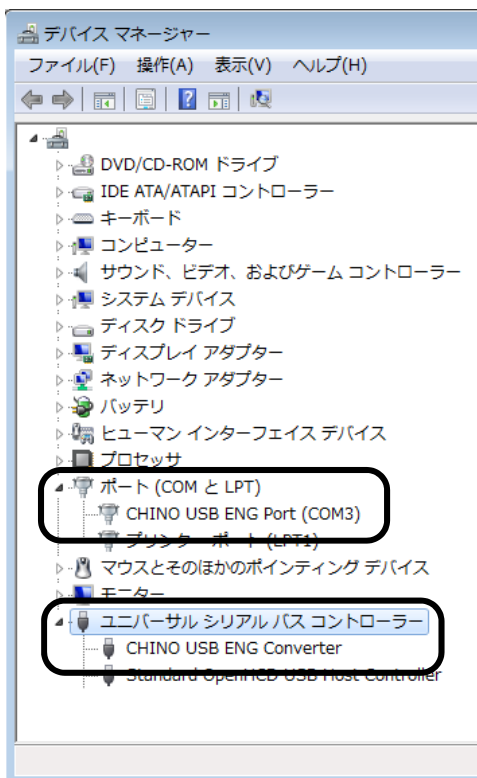 デバイス マネージャー
ファイル(F) 操作(A) 表示(V) ヘルプ(H)
DVD/CD-ROM ドライブ
IDE ATA/ATAPI コントローラー
キーボード
コンピューター
サウンド、ビデオ、およびゲーム コントローラー
システム デバイス
ディスク ドライブ
ディスプレイ アダプター
ネットワーク アダプター
バッテリ
ヒューマン インターフェイス デバイス
プロセッサ
ポート (COM と LPT)
CHINO USB ENG Port (COM3)
プリンター ポート (LPT1)
マウスとそのほかのポインティング デバイス
モニター
ユニバーサル シリアル バス コントローラー
CHINO USB ENG Converter
Standard OpenHCD USB Host Controller